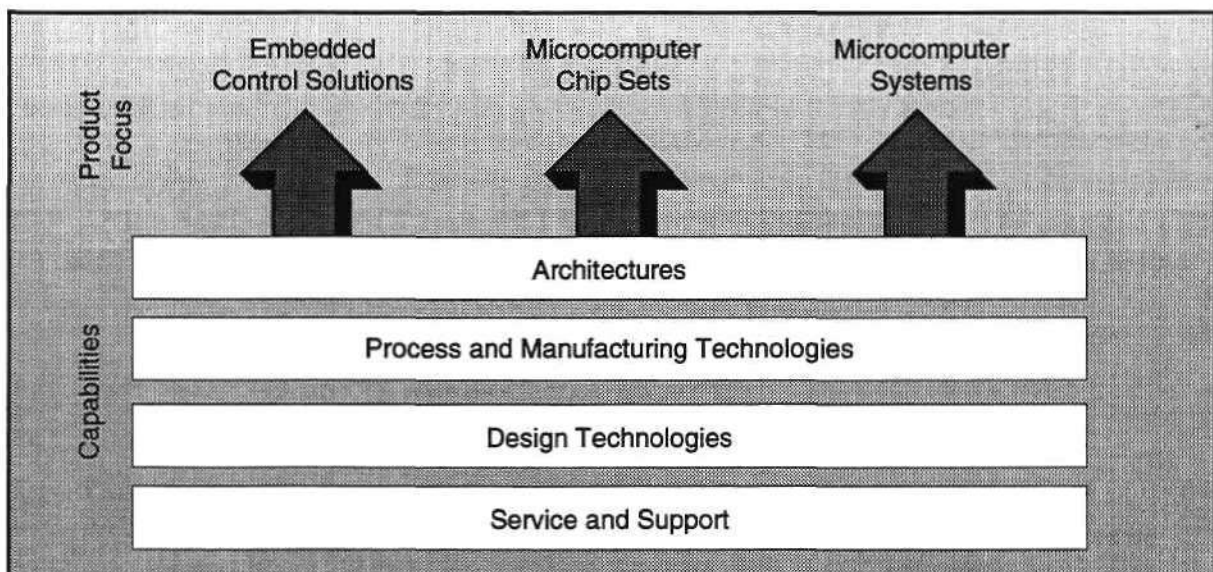 Embedded
Control Solutions
Microcomputer
Chip Sets
Microcomputer
Systems
Product
Focus
Architectures
Process and Manufacturing Technologies
Capabilities
Design Technologies
Service and Support